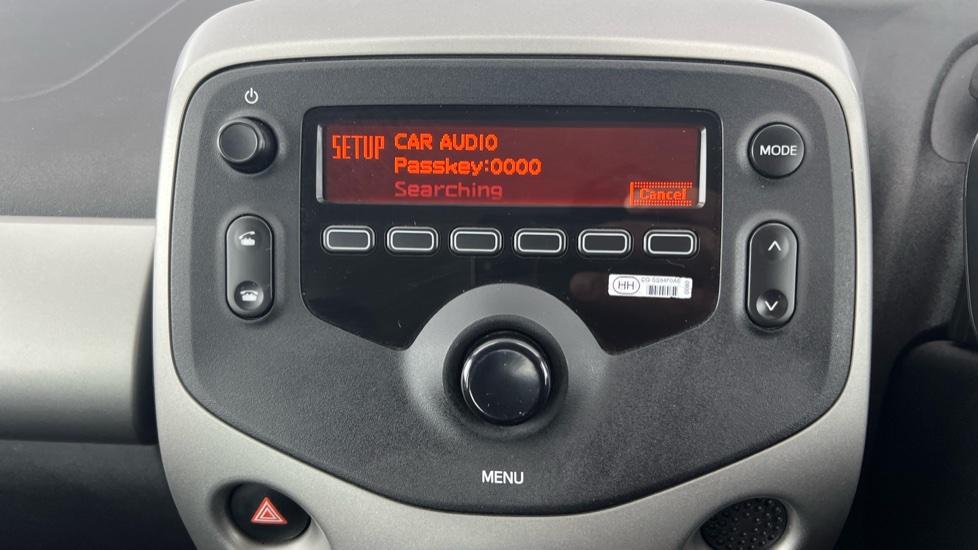 SETUP CAR AUDIO
Passkey:0000
Searching
Cancel
MODE
HH
MENU